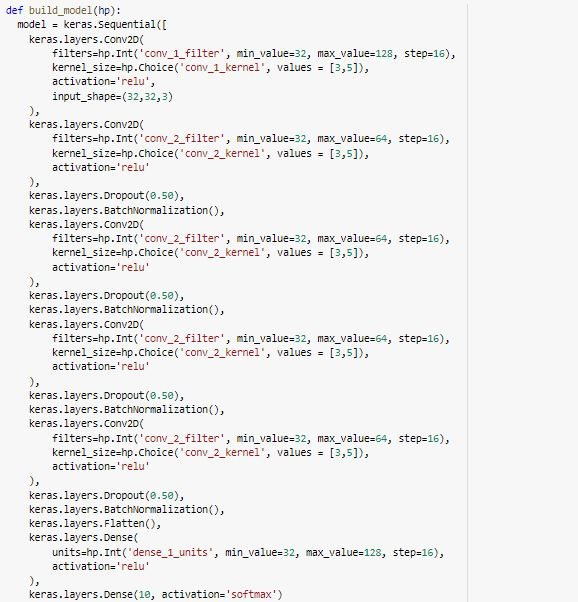 def build_model(hp):
  model = keras.Sequential([
    keras.layers.Conv2D(
        filters=hp.Int('conv_1_filter', min_value=32, max_value=128, step=16),
        kernel_size=hp.Choice('conv_1_kernel', values = [3,5]),
        activation='relu',
        input_shape=(32,32,3)
    ),
    keras.layers.Conv2D(
        filters=hp.Int('conv_2_filter', min_value=32, max_value=64, step=16),
        kernel_size=hp.Choice('conv_2_kernel', values = [3,5]),
        activation='relu'
    ),
    keras.layers.Dropout(0.50),
    keras.layers.BatchNormalization(),
    keras.layers.Conv2D(
        filters=hp.Int('conv_2_filter', min_value=32, max_value=64, step=16),
        kernel_size=hp.Choice('conv_2_kernel', values = [3,5]),
        activation='relu'
    ),
    keras.layers.Dropout(0.50),
    keras.layers.BatchNormalization(),
    keras.layers.Conv2D(
        filters=hp.Int('conv_2_filter', min_value=32, max_value=64, step=16),
        kernel_size=hp.Choice('conv_2_kernel', values = [3,5]),
        activation='relu'
    ),
    keras.layers.Dropout(0.50),
    keras.layers.BatchNormalization(),
    keras.layers.Conv2D(
        filters=hp.Int('conv_2_filter', min_value=32, max_value=64, step=16),
        kernel_size=hp.Choice('conv_2_kernel', values = [3,5]),
        activation='relu'
    ),
    keras.layers.Dropout(0.50),
    keras.layers.BatchNormalization(),
    keras.layers.Flatten(),
    keras.layers.Dense(
        units=hp.Int('dense_1_units', min_value=32, max_value=128, step=16),
        activation='relu'
    ),
    keras.layers.Dense(10, activation='softmax')